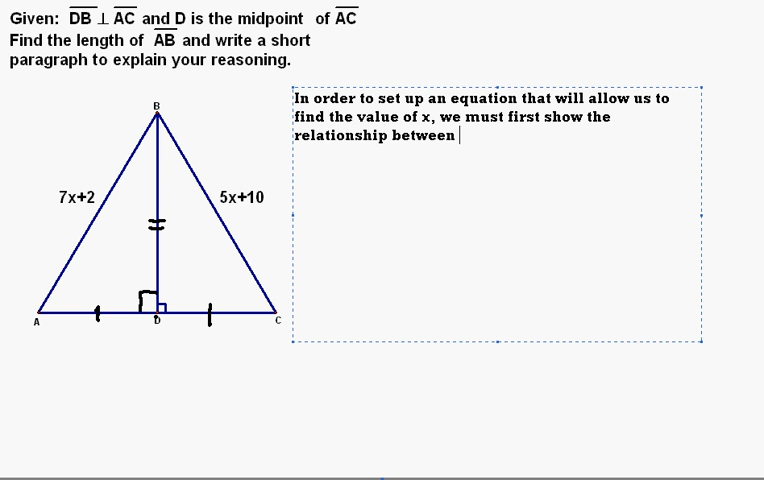 Given: DB ⊥ AC and D is the midpoint of AC
Find the length of AB and write a short
paragraph to explain your reasoning.
In order to set up an equation that will allow us to
find the value of x, we must first show the
relationship between
B
7x+2
5x+10
A
D
C